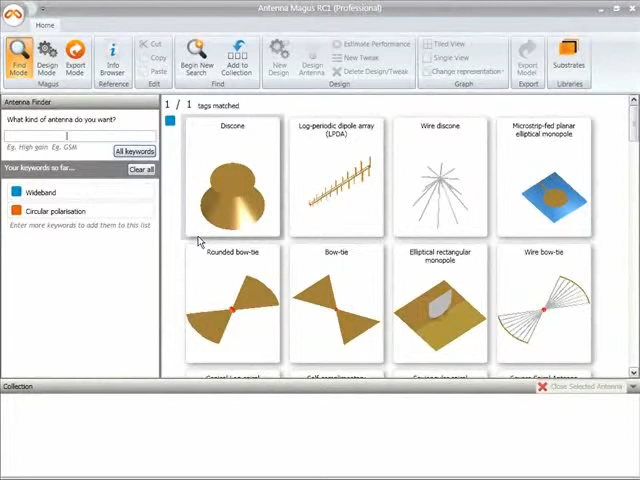 Antenna Magus RC1 (Professional)
Home
Find Mode
Design Mode
Export Mode
Magus
Info Browser
Reference
Cut
Copy
Paste
Edit
Begin New Search
Add to Collection
Find
New Design
Design Antenna
Estimate Performance
New Tweak
Delete Design/Tweak
Design
Tiled View
Single View
Change representation
Graph
Export Model
Export
Substrates
Libraries
Antenna Finder
What kind of antenna do you want?
Eg. High gain Eg. GSM
All keywords
Your keywords so far...
Clear all
Wideband
Circular polarisation
Enter more keywords to add them to this list
1 / 1 tags matched
Discone
Log-periodic dipole array (LPDA)
Wire discone
Microstrip-fed planar elliptical monopole
Rounded bow-tie
Bow-tie
Elliptical rectangular monopole
Wire bow-tie
Collection
Close Selected Antenna